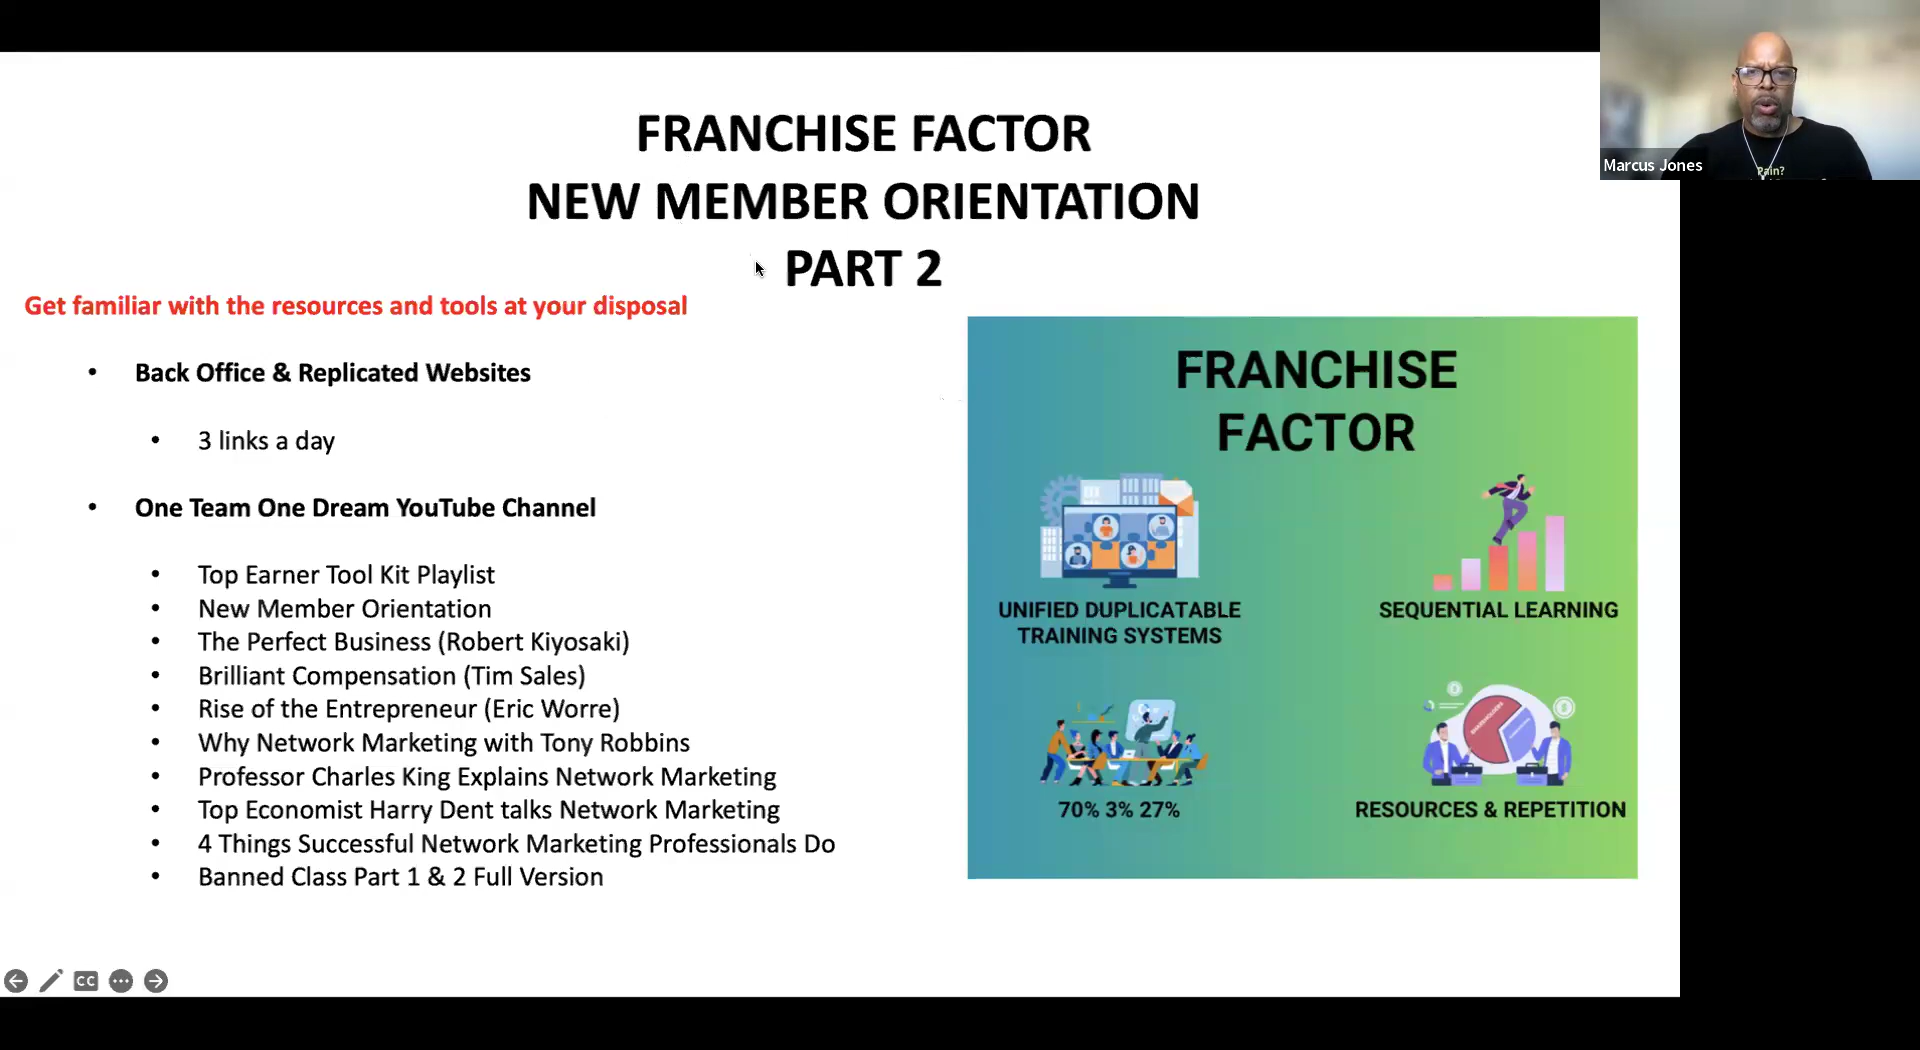 FRANCHISE FACTOR
NEW MEMBER ORIENTATION
PART 2
Get familiar with the resources and tools at your disposal
• Back Office & Replicated Websites
• 3 links a day
• One Team One Dream YouTube Channel
• Top Earner Tool Kit Playlist
• New Member Orientation
• The Perfect Business (Robert Kiyosaki)
• Brilliant Compensation (Tim Sales)
• Rise of the Entrepreneur (Eric Worre)
• Why Network Marketing with Tony Robbins
• Professor Charles King Explains Network Marketing
• Top Economist Harry Dent talks Network Marketing
• 4 Things Successful Network Marketing Professionals Do
• Banned Class Part 1 & 2 Full Version
FRANCHISE
FACTOR
UNIFIED DUPLICATABLE
TRAINING SYSTEMS
SEQUENTIAL LEARNING
70% 3% 27%
RESOURCES & REPETITION
Marcus Jones
Pain?
CC